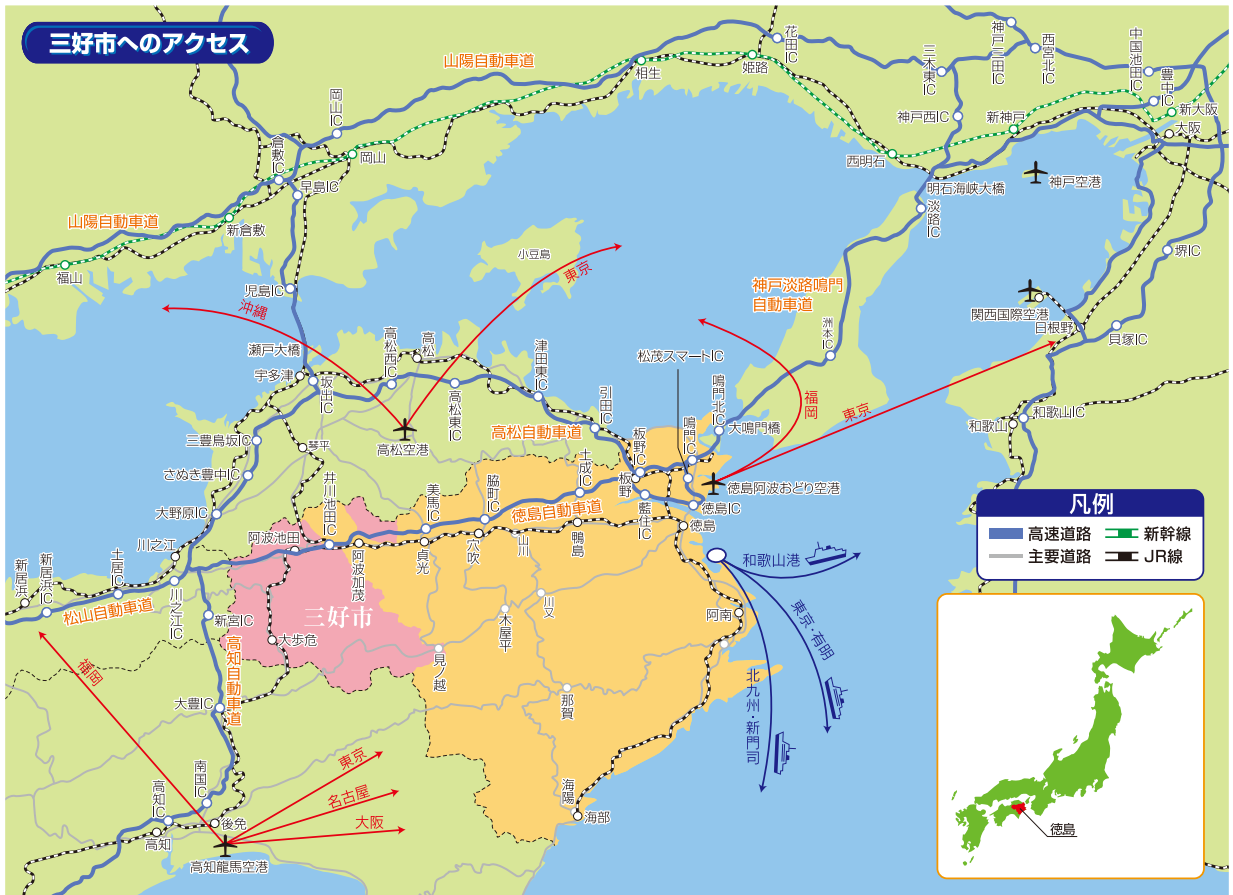 三好市へのアクセス
山陽自動車道
相生
姫路
花田IC
三木東IC
神戸三田IC
西宮北IC
中国池田IC
豊中IC
新大阪
大阪
岡山IC
岡山
倉敷IC
早島IC
神戸西IC
新神戸
西明石
明石海峡大橋
神戸空港
淡路IC
山陽自動車道
新倉敷
福山
小豆島
堺IC
児島IC
沖縄
東京
神戸淡路鳴門
自動車道
関西国際空港
日根野
貝塚IC
洲本IC
瀬戸大橋
高松西IC
高松
津田東IC
松茂スマートIC
宇多津
坂出IC
高松東IC
引田IC
鳴門北IC
福岡
東京
和歌山IC
和歌山
高松空港
高松自動車道
板野IC
鳴門IC
大鳴門橋
三豊鳥坂IC
琴平
さぬき豊中IC
井川池田IC
美馬IC
脇町IC
土成IC
板野
徳島阿波おどり空港
大野原IC
徳島自動車道
藍住IC
徳島IC
徳島
川之江
阿波池田
阿波加茂
貞光
穴吹
山川
鴨島
新居浜
新居浜IC
土居IC
川之江IC
松山自動車道
新宮IC
三好市
大歩危
高知自動車道
見ノ越
木屋平
川又
阿南
和歌山港
東京・有明
北九州・新門司
福岡
大豊IC
那賀
東京
名古屋
大阪
南国IC
高知IC
高知
後免
高知龍馬空港
海陽
海部
凡例
高速道路
新幹線
主要道路
JR線
徳島